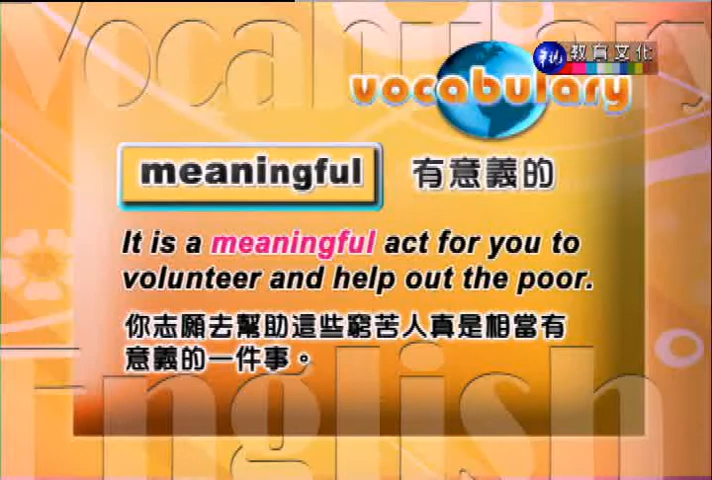 Vocabulary
華視 教育文化
vocabulary
meaningful 有意義的
It is a meaningful act for you to
volunteer and help out the poor.
你志願去幫助這些窮苦人真是相當有
意義的一件事。
English